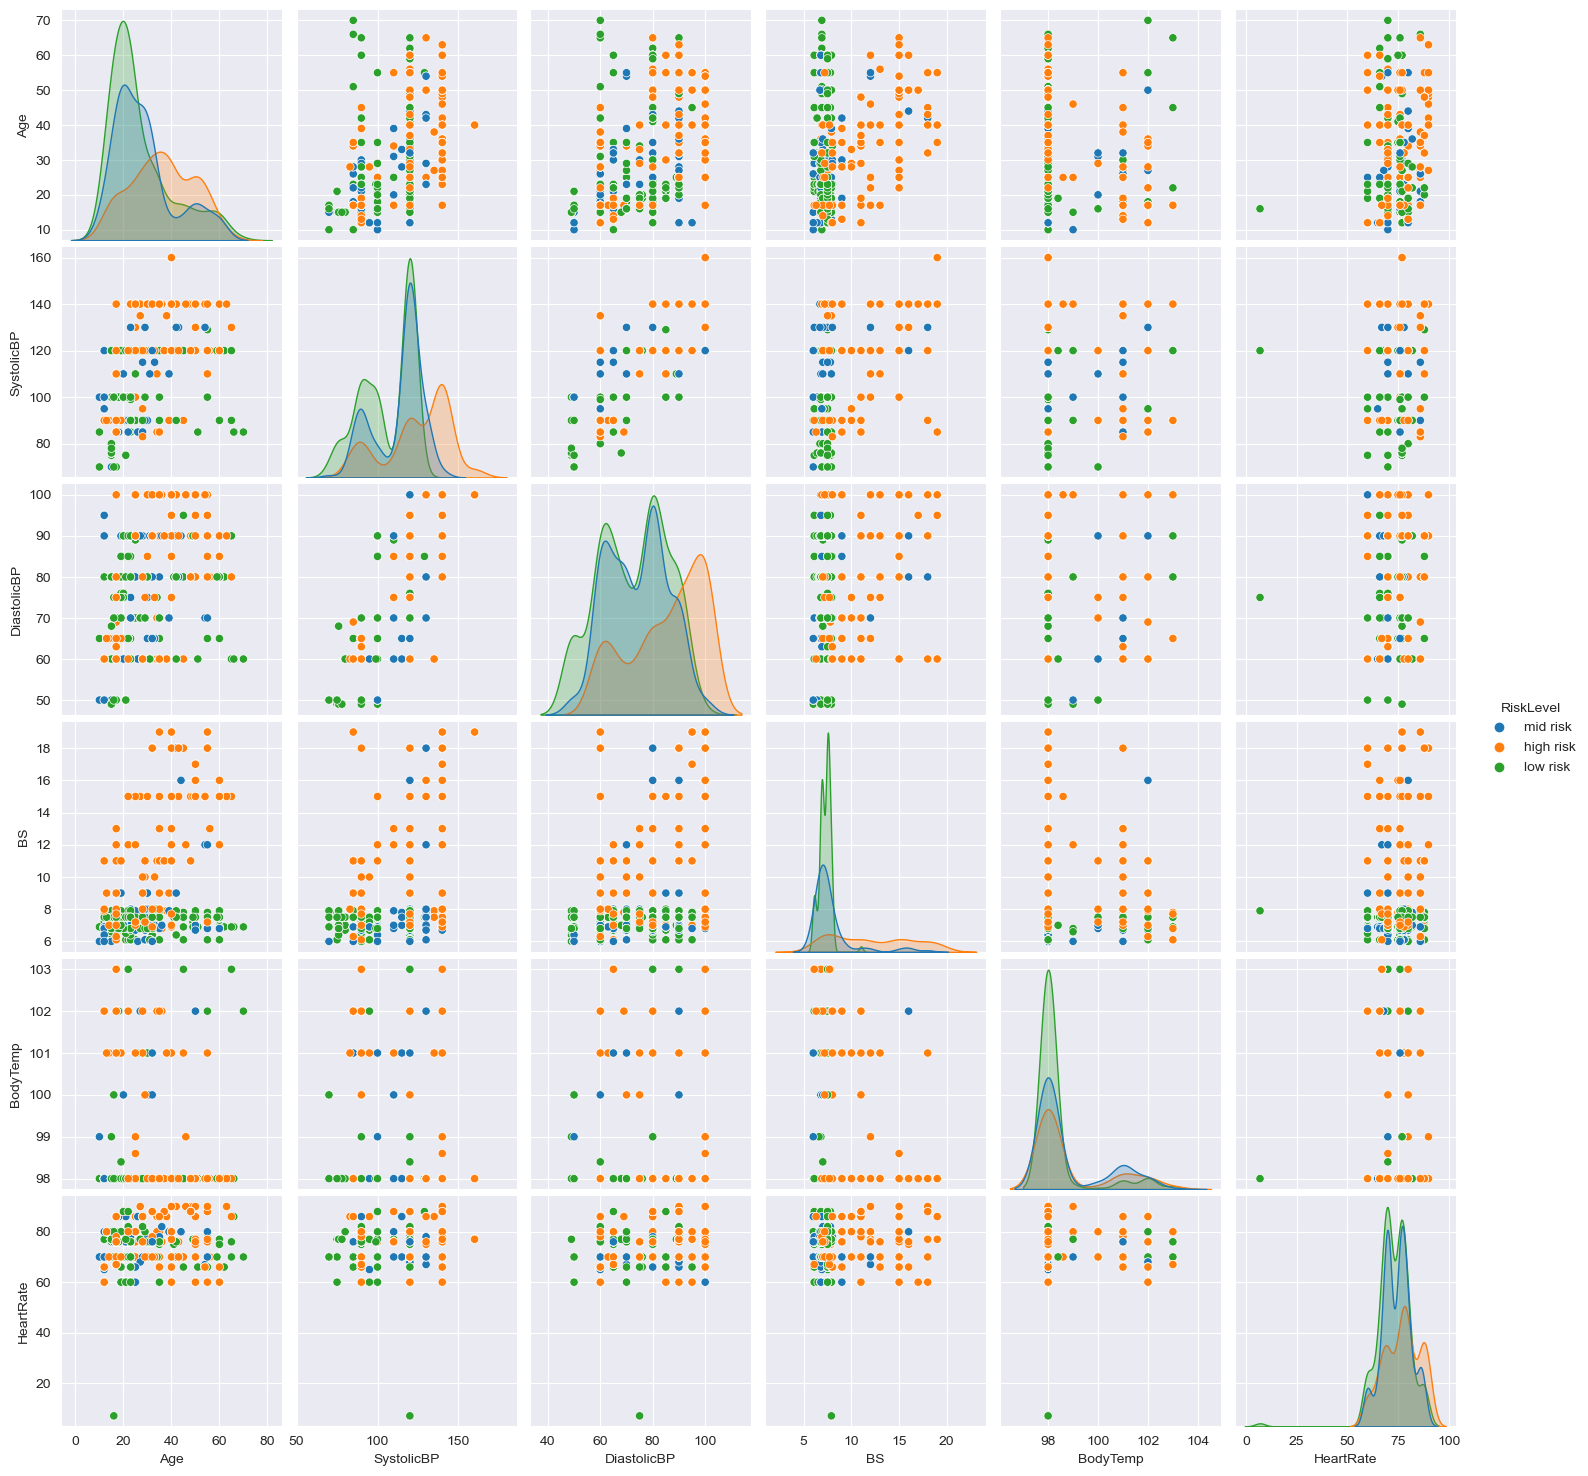 70
60
50
40
30
20
10
Age
160
140
120
100
80
SystolicBP
100
90
80
70
60
50
DiastolicBP
RiskLevel
mid risk
high risk
low risk
18
16
14
12
10
8
6
BS
103
102
101
100
99
98
BodyTemp
80
60
40
20
HeartRate
0 20 40 60 80
50 100 150
40 60 80 100
5 10 15 20
98 100 102 104
0 25 50 75 100
Age SystolicBP DiastolicBP BS BodyTemp HeartRate